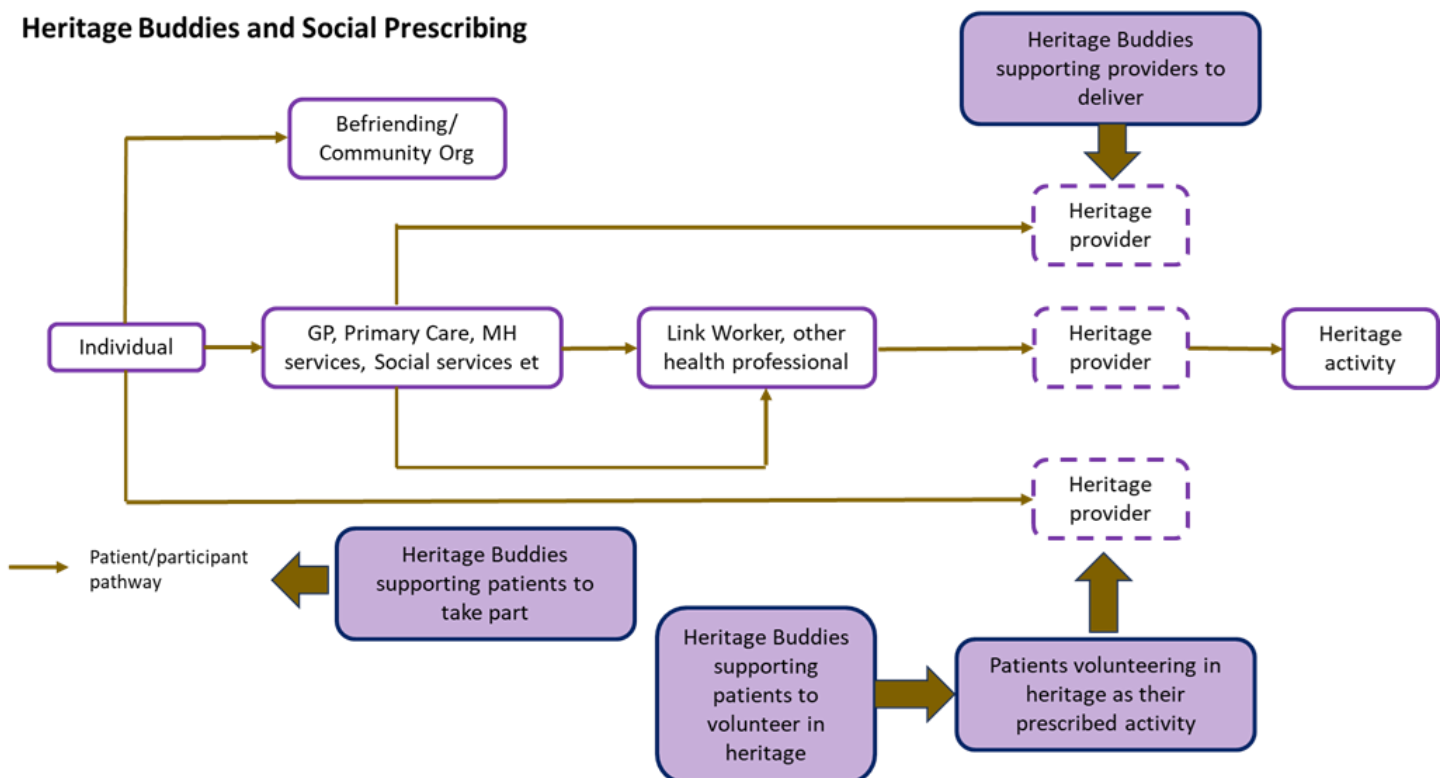 Heritage Buddies and Social Prescribing
Heritage Buddies
supporting providers to
deliver
Befriending/
Community Org
Heritage
provider
Individual
GP, Primary Care, MH
services, Social services et
Link Worker, other
health professional
Heritage
provider
Heritage
activity
Heritage
provider
Patient/participant
pathway
Heritage Buddies
supporting patients to
take part
Heritage Buddies
supporting
patients to
volunteer in
heritage
Patients volunteering in
heritage as their
prescribed activity